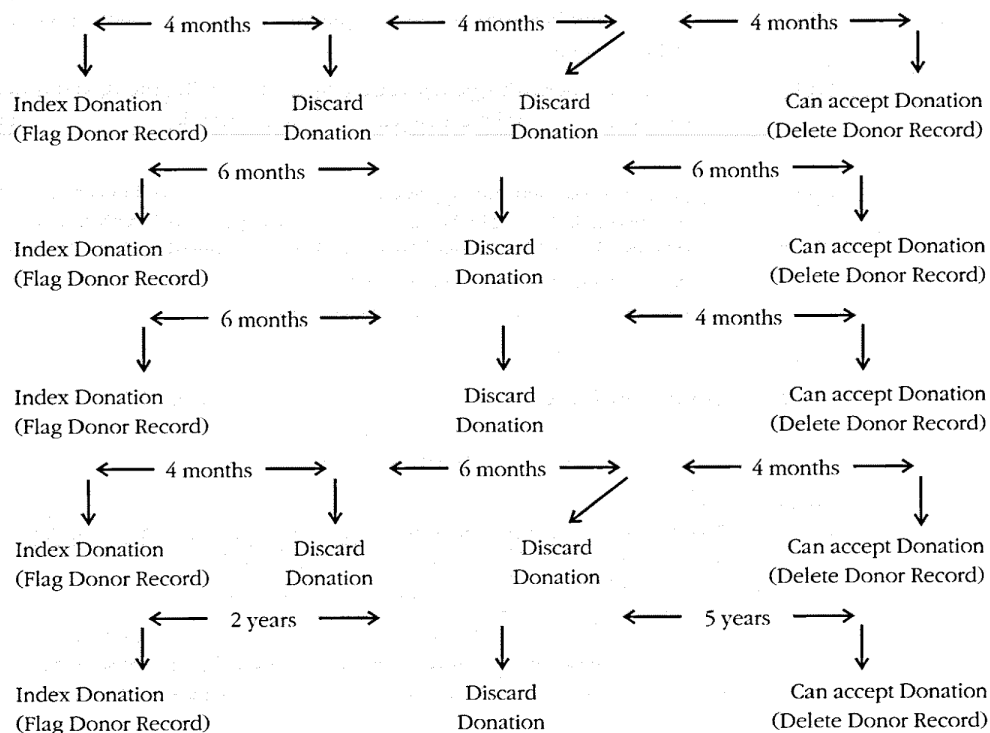 4 months 4 months 4 months
Index Donation Discard Discard Can accept Donation
(Flag Donor Record) Donation Donation (Delete Donor Record)
6 months 6 months
Index Donation Discard Can accept Donation
(Flag Donor Record) Donation (Delete Donor Record)
6 months 4 months
Index Donation Discard Can accept Donation
(Flag Donor Record) Donation (Delete Donor Record)
4 months 6 months 4 months
Index Donation Discard Discard Can accept Donation
(Flag Donor Record) Donation Donation (Delete Donor Record)
2 years 5 years
Index Donation Discard Can accept Donation
(Flag Donor Record) Donation (Delete Donor Record)